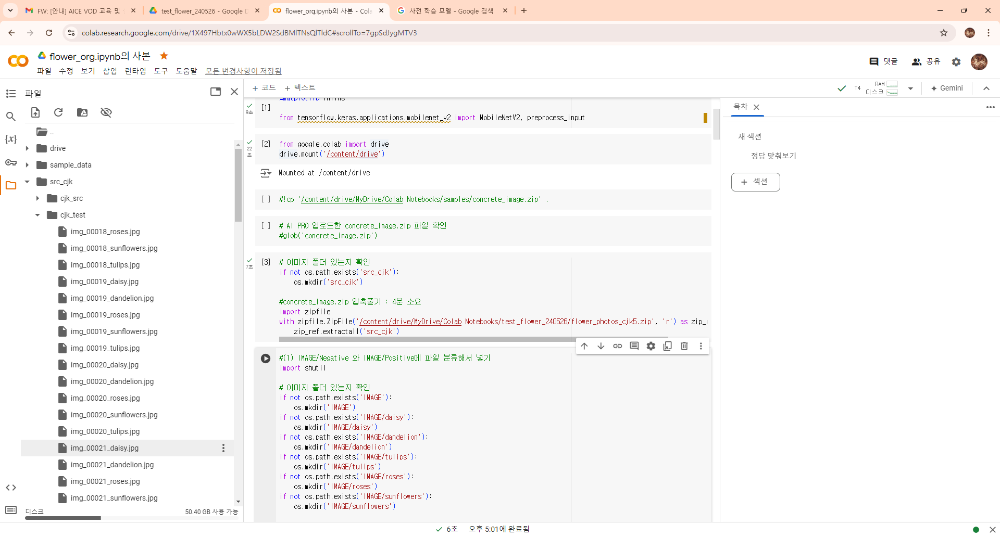 FW: [안내] AICE VOD 교육 및
test_flower_240526 - Google D
flower_org.ipynb의 사본 - Cola
사전 학습 모델 - Google 검색
colab.research.google.com/drive/1X497Hbtx0wWX5bLDW2SdBMlTNsQlTldC#scrollTo=7gpSdJygMTV3
flower_org.ipynb의 사본
댓글
공유
파일 수정 보기 삽입 런타임 도구 도움말 모든 변경사항이 저장됨
파일
+ 코드 + 텍스트
T4
RAM
디스크
Gemini
..
drive
sample_data
src_cjk
cjk_src
cjk_test
img_00018_roses.jpg
img_00018_sunflowers.jpg
img_00018_tulips.jpg
img_00019_daisy.jpg
img_00019_dandelion.jpg
img_00019_roses.jpg
img_00019_sunflowers.jpg
img_00019_tulips.jpg
img_00020_daisy.jpg
img_00020_dandelion.jpg
img_00020_roses.jpg
img_00020_sunflowers.jpg
img_00020_tulips.jpg
img_00021_daisy.jpg
img_00021_dandelion.jpg
img_00021_roses.jpg
img_00021_sunflowers.jpg
디스크
50.40 GB 사용 가능
%matplotlib inline
9초
[1]
from tensorflow.keras.applications.mobilenet_v2 import MobileNetV2, preprocess_input
22
초
[2]
from google.colab import drive
drive.mount('/content/drive')
Mounted at /content/drive
[ ]
#!cp '/content/drive/MyDrive/Colab Notebooks/samples/concrete_image.zip' .
[ ]
# AI PRO 업로드한 concrete_image.zip 파일 확인
#glob('concrete_image.zip')
7초
[3]
# 이미지 폴더 있는지 확인
if not os.path.exists('src_cjk'):
os.mkdir('src_cjk')
#concrete_image.zip 압축풀기 : 4분 소요
import zipfile
with zipfile.ZipFile('/content/drive/MyDrive/Colab Notebooks/test_flower_240526/flower_photos_cjk5.zip', 'r') as zip_r
zip_ref.extractall('src_cjk')
#(1) IMAGE/Negative 와 IMAGE/Positive에 파일 분류해서 넣기
import shutil
# 이미지 폴더 있는지 확인
if not os.path.exists('IMAGE'):
os.mkdir('IMAGE')
if not os.path.exists('IMAGE/daisy'):
os.mkdir('IMAGE/daisy')
if not os.path.exists('IMAGE/dandelion'):
os.mkdir('IMAGE/dandelion')
if not os.path.exists('IMAGE/tulips'):
os.mkdir('IMAGE/tulips')
if not os.path.exists('IMAGE/roses'):
os.mkdir('IMAGE/roses')
if not os.path.exists('IMAGE/sunflowers'):
os.mkdir('IMAGE/sunflowers')
목차
새 섹션
정답 맞춰보기
+ 섹션
6초 오후 5:01에 완료됨